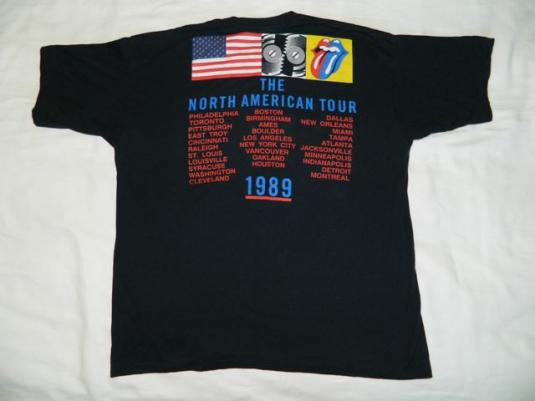 THE
NORTH AMERICAN TOUR
PHILADELPHIA
TORONTO
PITTSBURGH
EAST TROY
CINCINNATI
RALEIGH
ST. LOUIS
LOUISVILLE
SYRACUSE
WASHINGTON
CLEVELAND
BOSTON
BIRMINGHAM
AMES
BOULDER
LOS ANGELES
NEW YORK CITY
VANCOUVER
OAKLAND
HOUSTON
DALLAS
NEW ORLEANS
MIAMI
TAMPA
ATLANTA
JACKSONVILLE
MINNEAPOLIS
INDIANAPOLIS
DETROIT
MONTREAL
1989